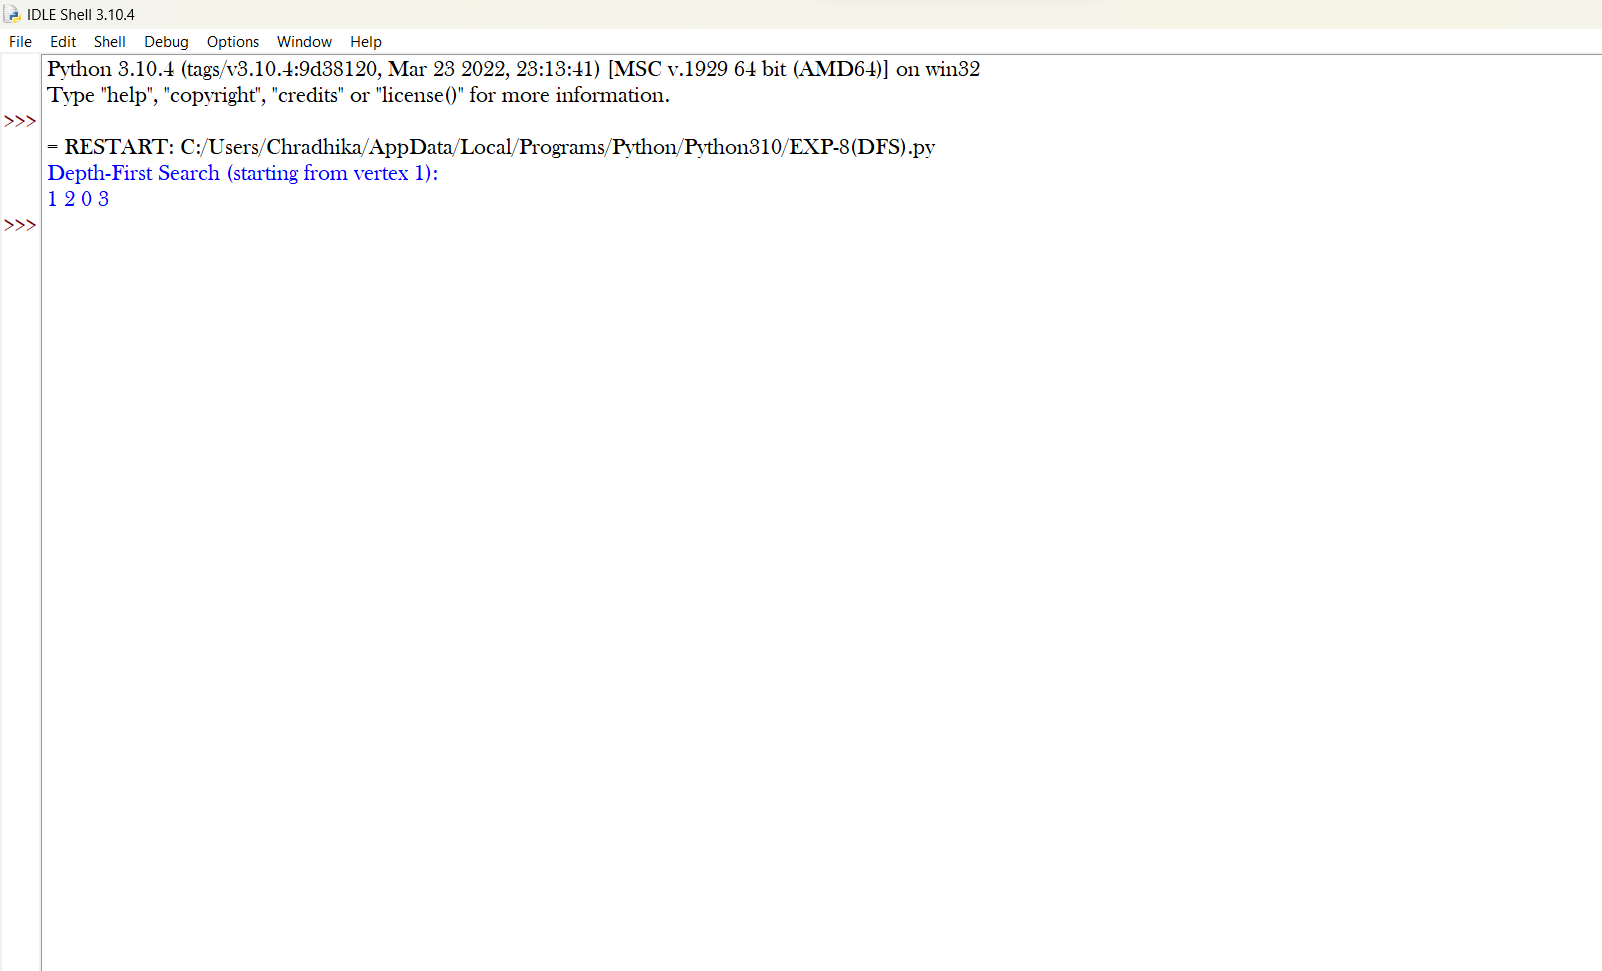 IDLE Shell 3.10.4
File Edit Shell Debug Options Window Help
Python 3.10.4 (tags/v3.10.4:9d38120, Mar 23 2022, 23:13:41) [MSC v.1929 64 bit (AMD64)] on win32
Type "help", "copyright", "credits" or "license()" for more information.
>>>
= RESTART: C:/Users/Chradhika/AppData/Local/Programs/Python/Python310/EXP-8(DFS).py
Depth-First Search (starting from vertex 1):
1 2 0 3
>>>